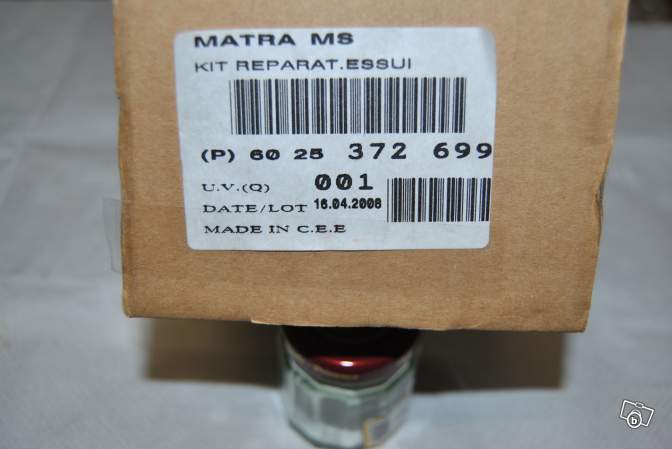 MATRA MS
KIT REPARAT.ESSUI
(P) 60 25 372 699
U.V.(Q) 001
DATE/LOT 16.04.2008
MADE IN C.E.E
b